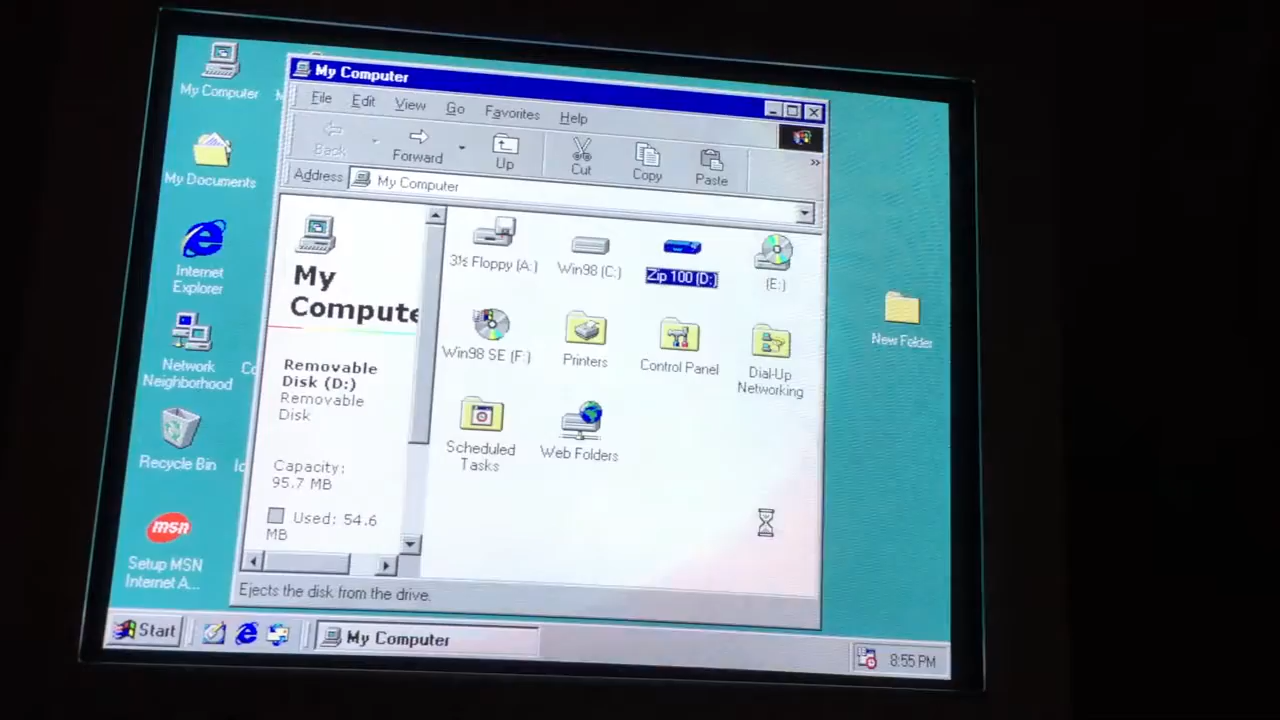 My Computer
File Edit View Go Favorites Help
Back Forward Up Cut Copy Paste »
Address My Computer
My Computer
My Documents
Internet
Explorer
Network
Neighborhood
Recycle Bin
msn
Setup MSN
Internet A...
My
Compute
Removable
Disk (D:)
Removable
Disk
Capacity:
95.7 MB
Used: 54.6
MB
3½ Floppy (A:)
Win98 (C:)
Zip 100 (D:)
(E:)
Win98 SE (F:)
Printers
Control Panel
Dial-Up
Networking
Scheduled
Tasks
Web Folders
New Folder
Ejects the disk from the drive.
Start
My Computer
8:55 PM